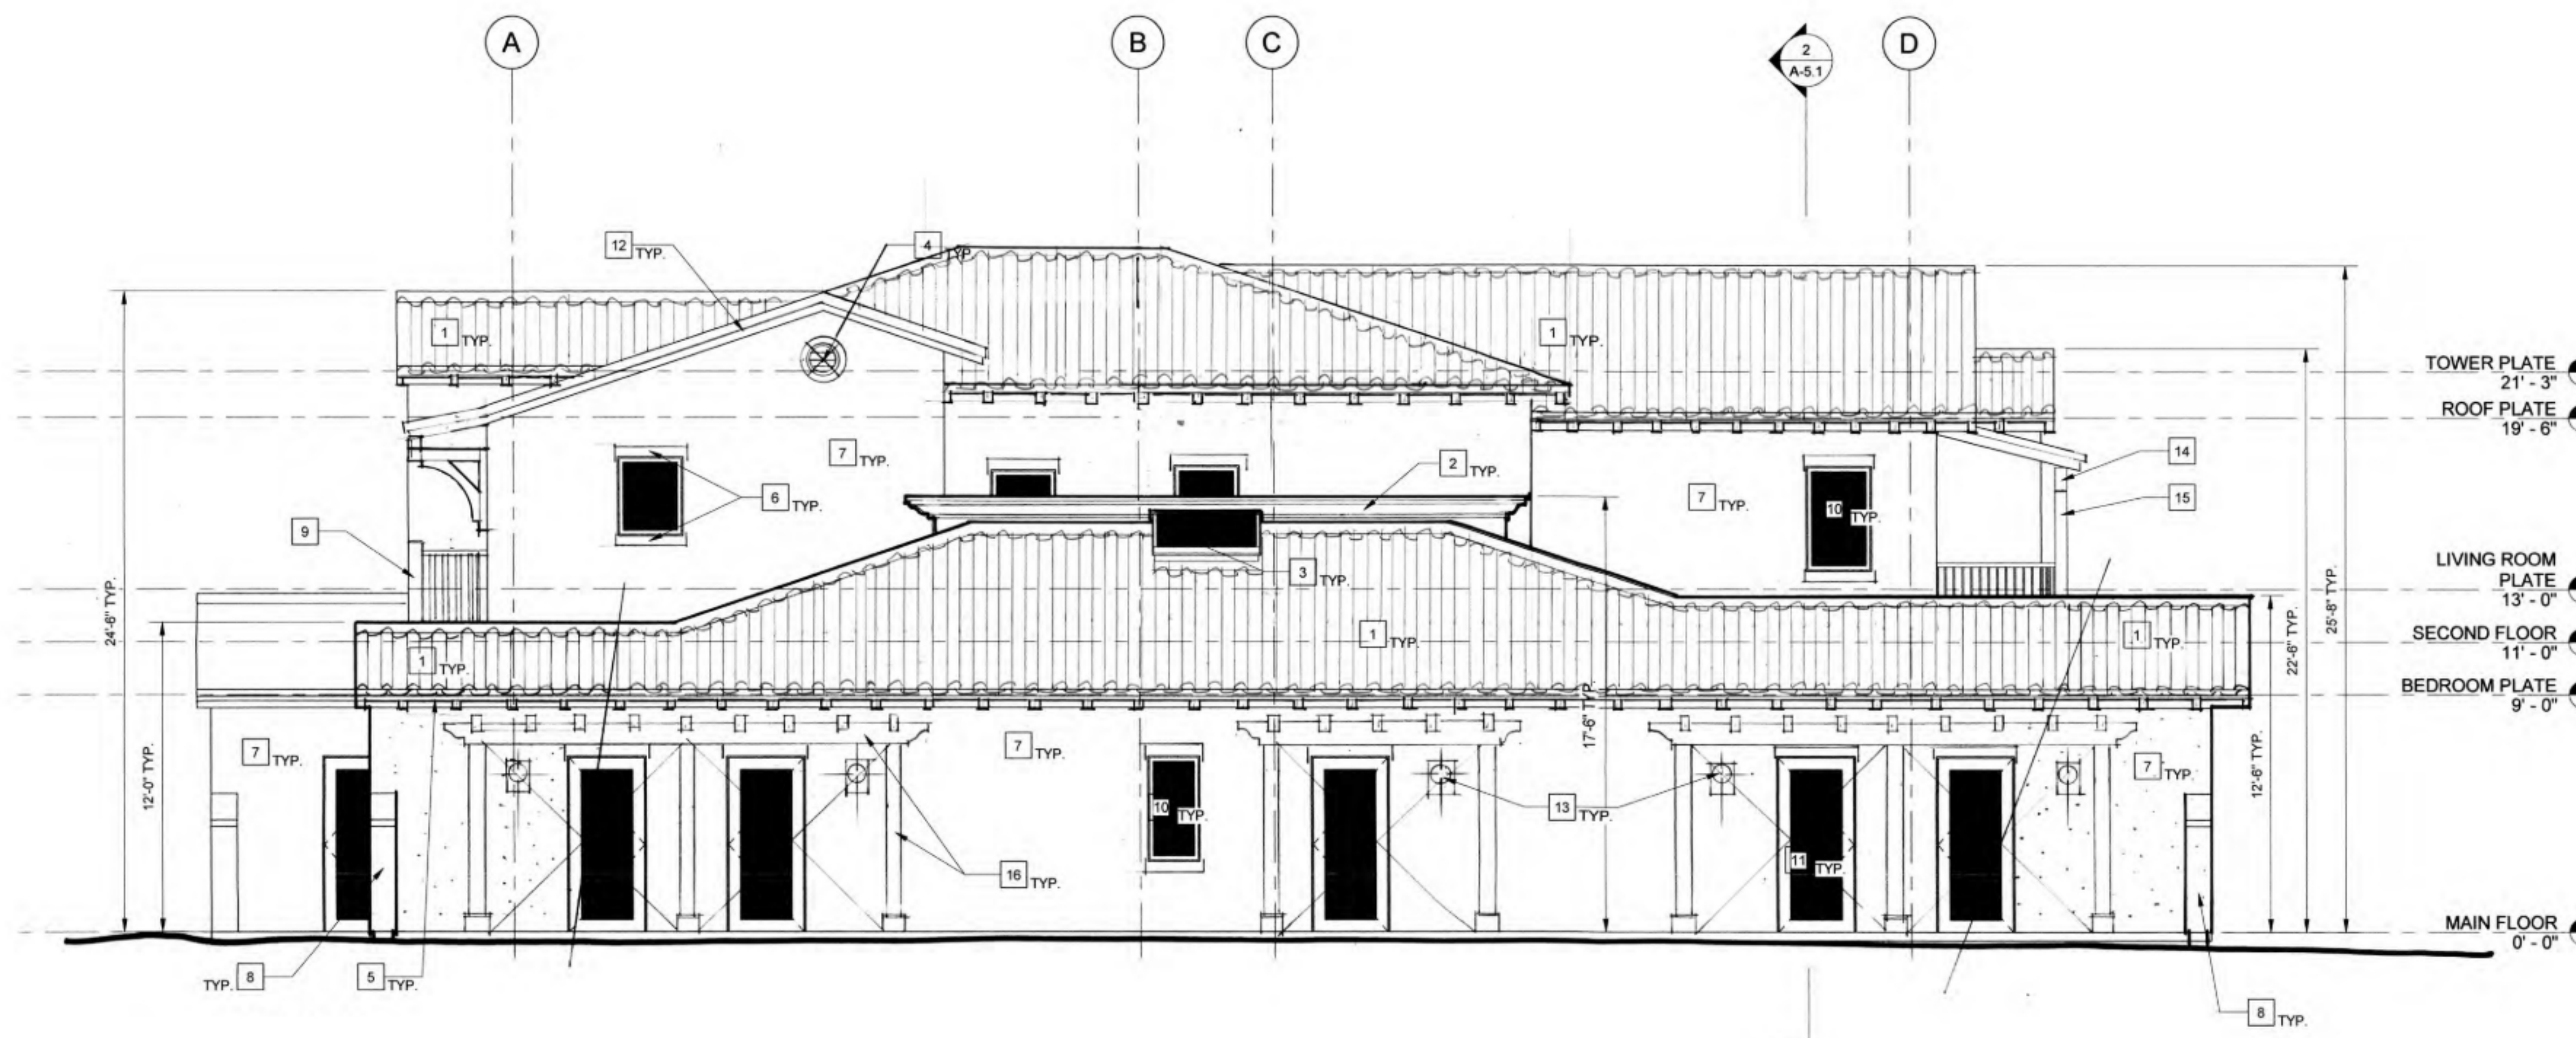 A
B
C
2
A-5.1
D
12 TYP.
4 TYP.
1 TYP.
1 TYP.
TOWER PLATE
21' - 3"
ROOF PLATE
19' - 6"
7 TYP.
2 TYP.
14
6 TYP.
7 TYP.
10 TYP.
15
9
3 TYP.
LIVING ROOM
PLATE
13' - 0"
24'-6" TYP.
25'-8" TYP.
22'-6" TYP.
1 TYP.
1 TYP.
1 TYP.
SECOND FLOOR
11' - 0"
BEDROOM PLATE
9' - 0"
17'-6" TYP.
7 TYP.
7 TYP.
7 TYP.
12'-0" TYP.
12'-6" TYP.
10 TYP.
13 TYP.
11 TYP.
16 TYP.
MAIN FLOOR
0' - 0"
TYP. 8
5 TYP.
8 TYP.